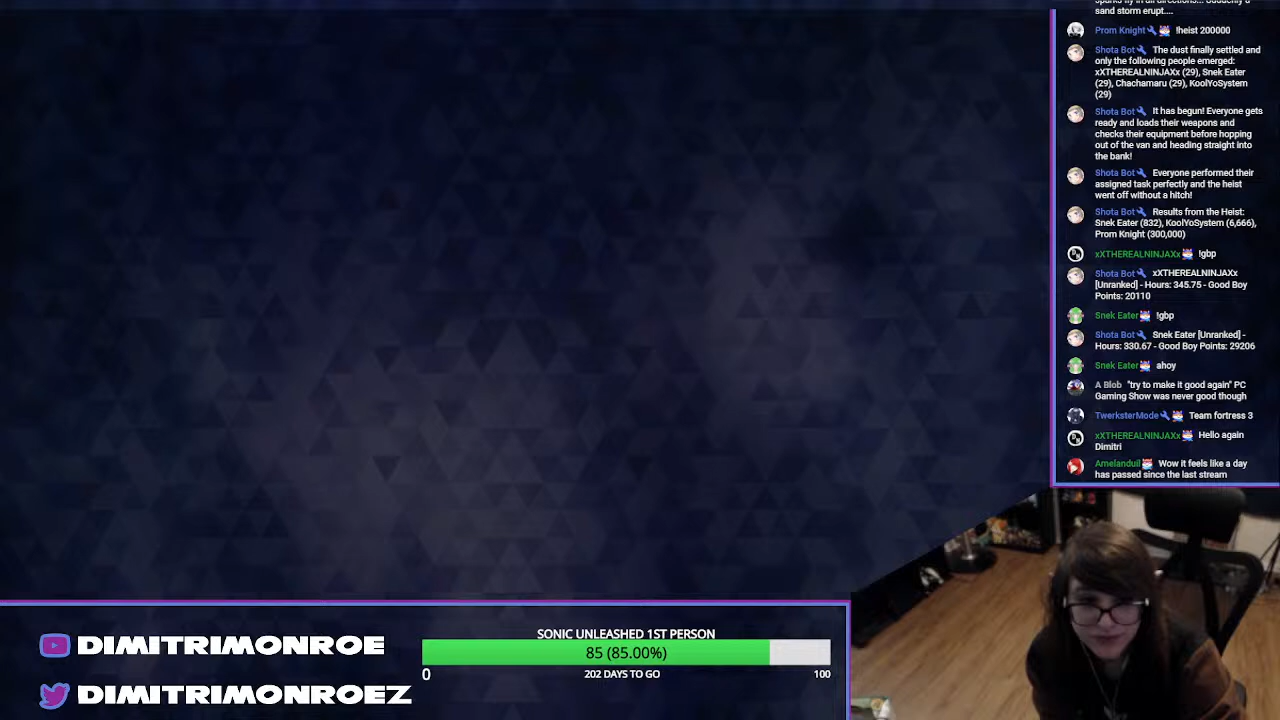 sand storm erupt....
Prom Knight !heist 200000
Shota Bot The dust finally settled and
only the following people emerged:
xXTHEREALNINJAXx (29), Snek Eater
(29), Chachamaru (29), KoolYoSystem
(29)
Shota Bot It has begun! Everyone gets
ready and loads their weapons and
checks their equipment before hopping
out of the van and heading straight into
the bank!
Shota Bot Everyone performed their
assigned task perfectly and the heist
went off without a hitch!
Shota Bot Results from the Heist:
Snek Eater (832), KoolYoSystem (6,666),
Prom Knight (300,000)
xXTHEREALNINJAXx !gbp
Shota Bot xXTHEREALNINJAXx
[Unranked] - Hours: 345.75 - Good Boy
Points: 20110
Snek Eater !gbp
Shota Bot Snek Eater [Unranked] -
Hours: 330.67 - Good Boy Points: 29206
Snek Eater ahoy
A Blob "try to make it good again" PC
Gaming Show was never good though
TwerksterMode Team fortress 3
xXTHEREALNINJAXx Hello again
Dimitri
Amelanduil Wow it feels like a day
has passed since the last stream
DIMITRIMONROE
DIMITRIMONROEZ
SONIC UNLEASHED 1ST PERSON
85 (85.00%)
0 202 DAYS TO GO 100